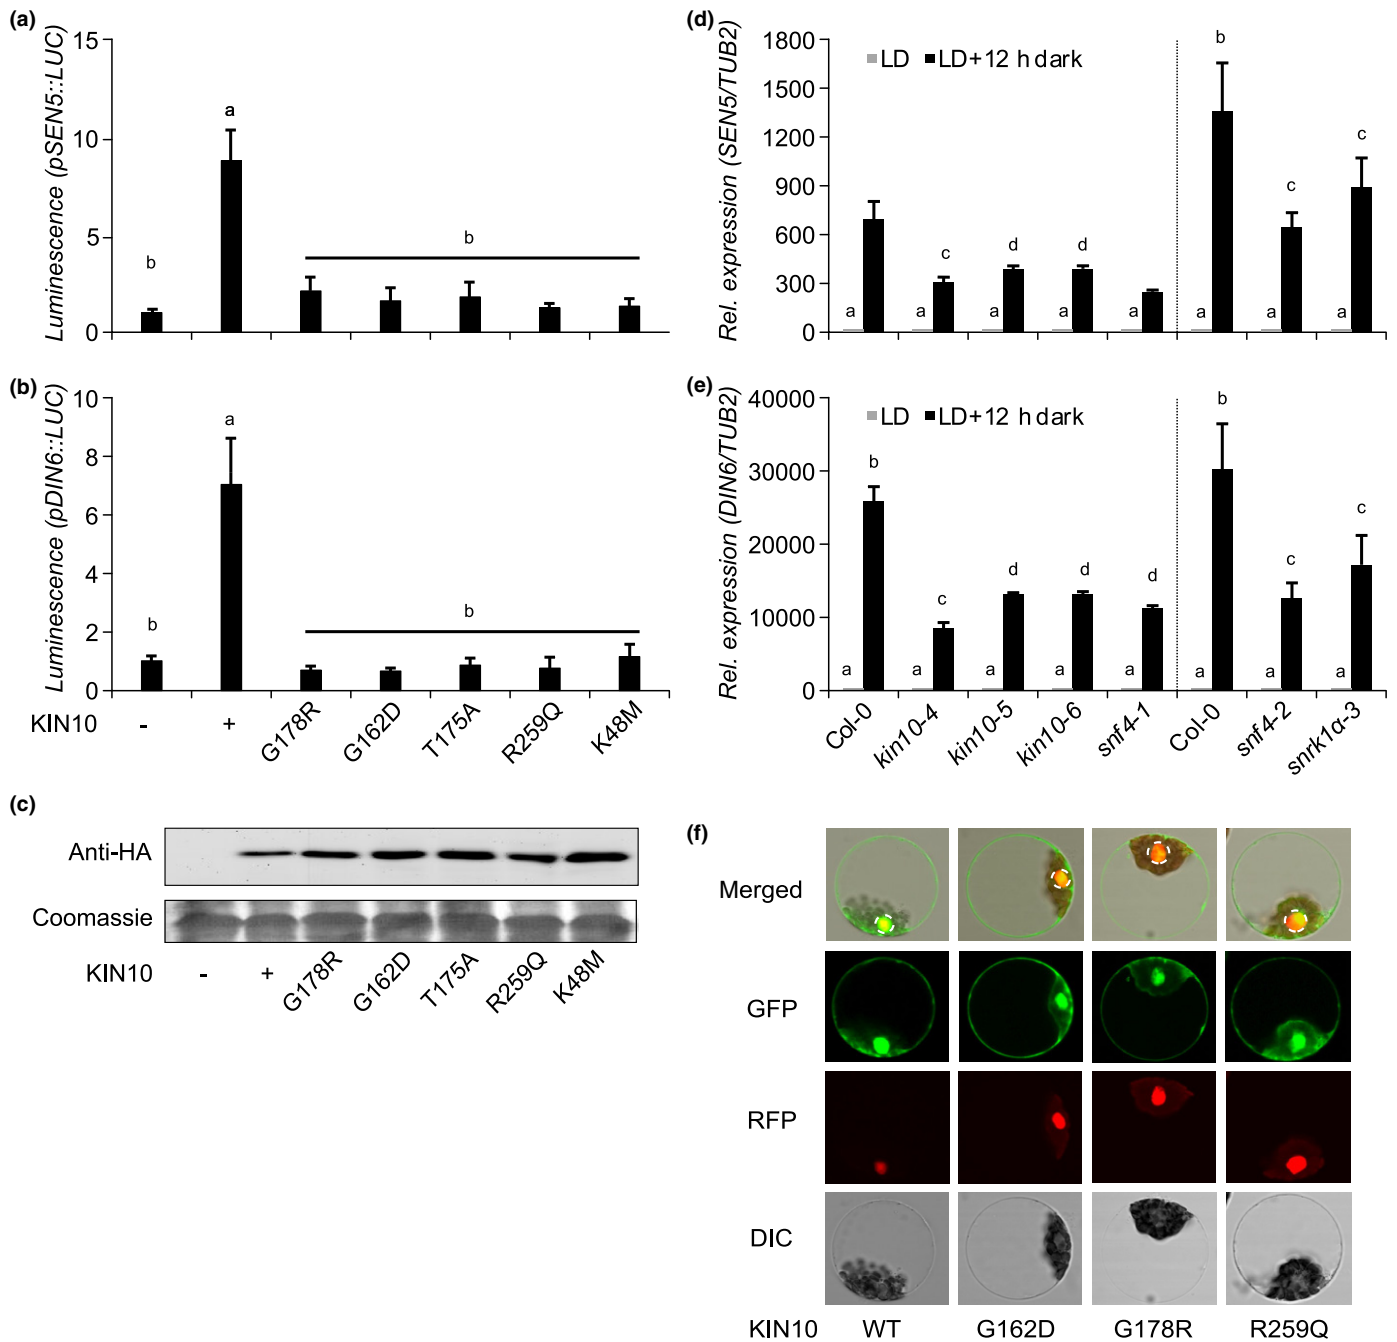 (a)
Luminescence (pSEN5::LUC)
15
10
5
0
b
a
b
(b)
Luminescence (pDIN6::LUC)
10
8
6
4
2
0
b
a
b
KIN10
- + G178R G162D T175A R259Q K48M
(c)
Anti-HA
Coomassie
KIN10
- + G178R G162D T175A R259Q K48M
(d)
Rel. expression (SEN5/TUB2)
1800
1500
1200
900
600
300
0
LD LD+12 h dark
a a c a d a d a a b a c a c
(e)
Rel. expression (DIN6/TUB2)
40000
30000
20000
10000
0
LD LD+12 h dark
a b a c a d a d a d a b a c a c
Col-0 kin10-4 kin10-5 kin10-6 snf4-1 Col-0 snf4-2 snrk1α-3
(f)
Merged
GFP
RFP
DIC
KIN10 WT G162D G178R R259Q